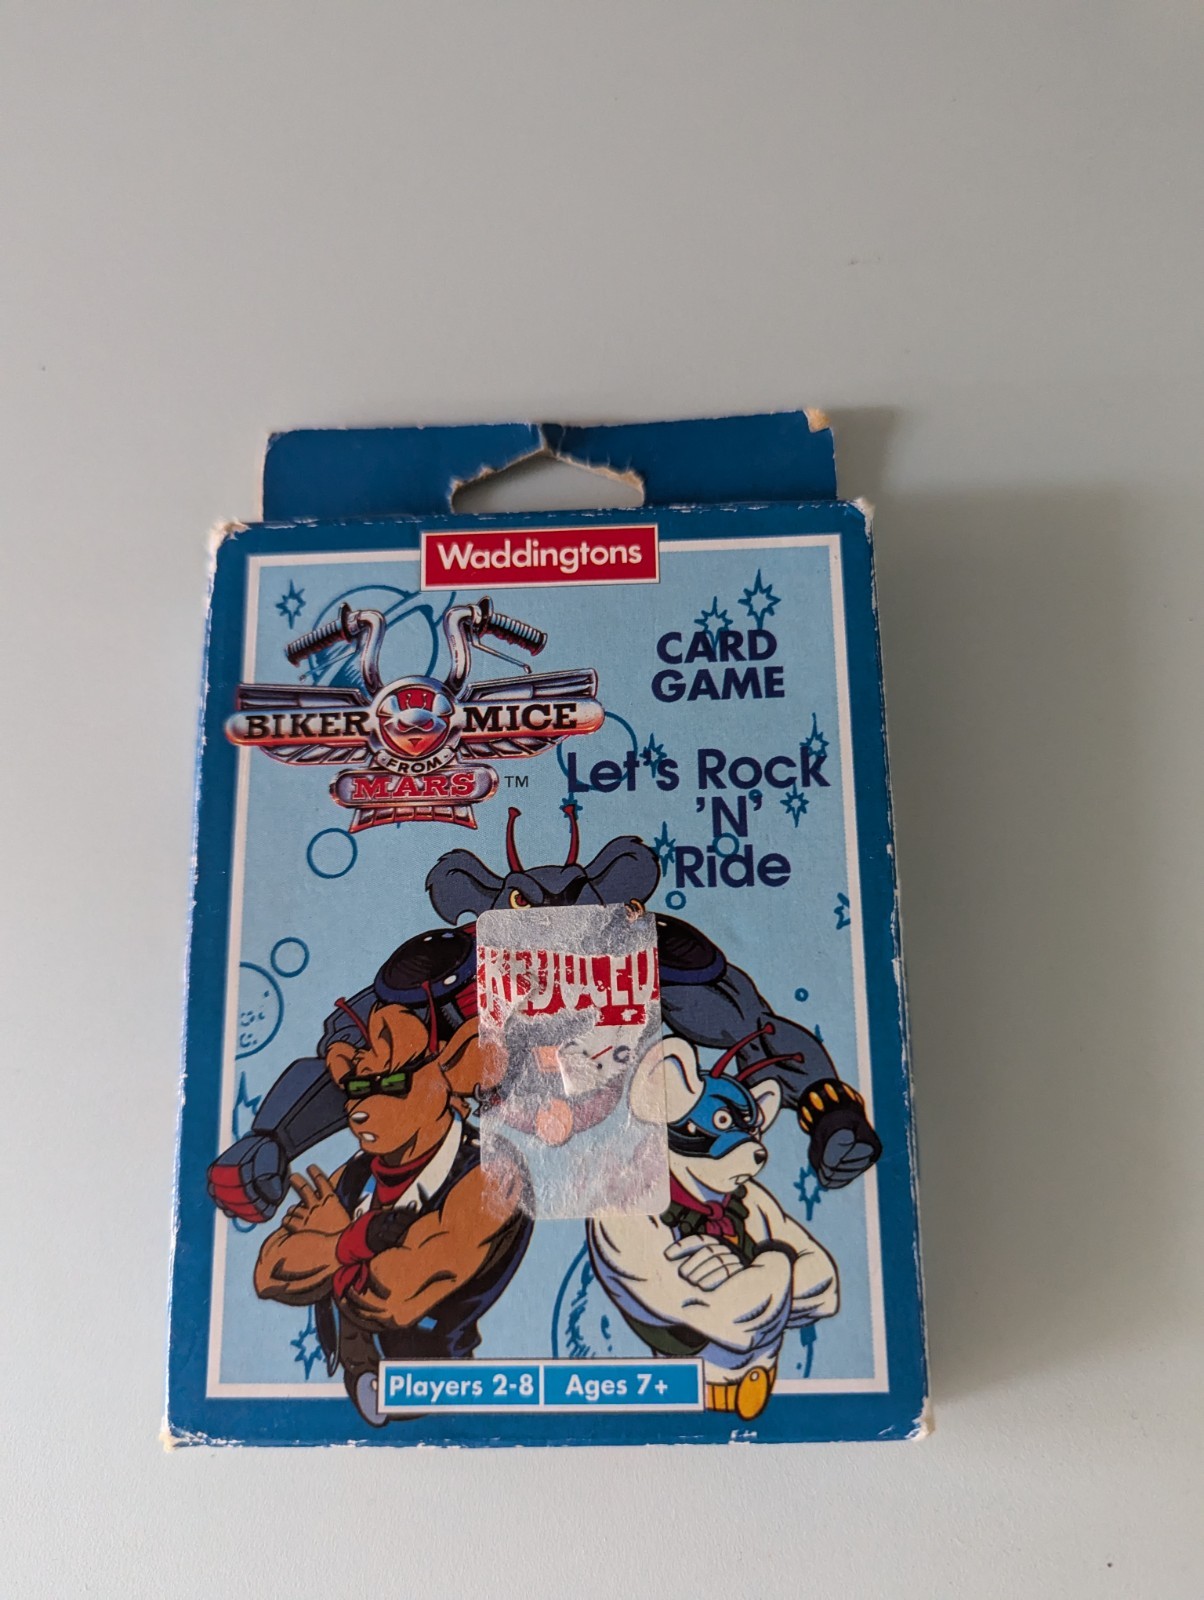 Waddingtons
CARD
GAME
BIKER MICE
FROM
MARS TM
Let's Rock
'N'
Ride
REDUCED
Players 2-8 Ages 7+